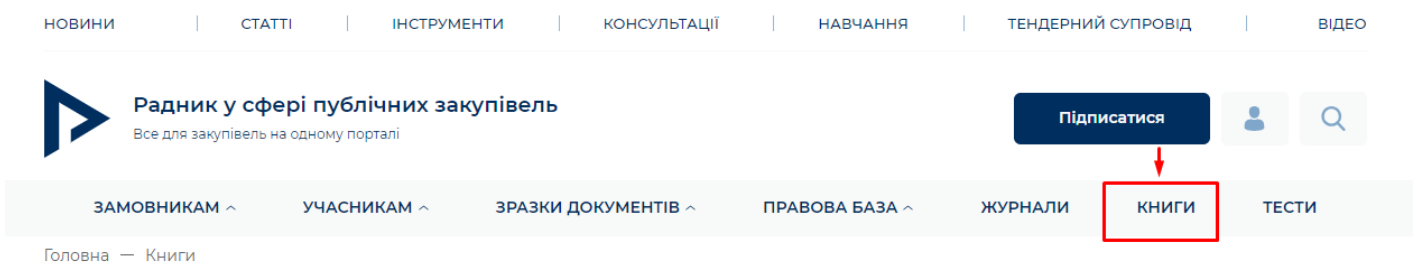 НОВИНИ СТАТТІ ІНСТРУМЕНТИ КОНСУЛЬТАЦІЇ НАВЧАННЯ ТЕНДЕРНИЙ СУПРОВІД ВІДЕО
Радник у сфері публічних закупівель
Все для закупівель на одному порталі
Підписатися
ЗАМОВНИКАМ УЧАСНИКАМ ЗРАЗКИ ДОКУМЕНТІВ ПРАВОВА БАЗА ЖУРНАЛИ КНИГИ ТЕСТИ
Головна — Книги